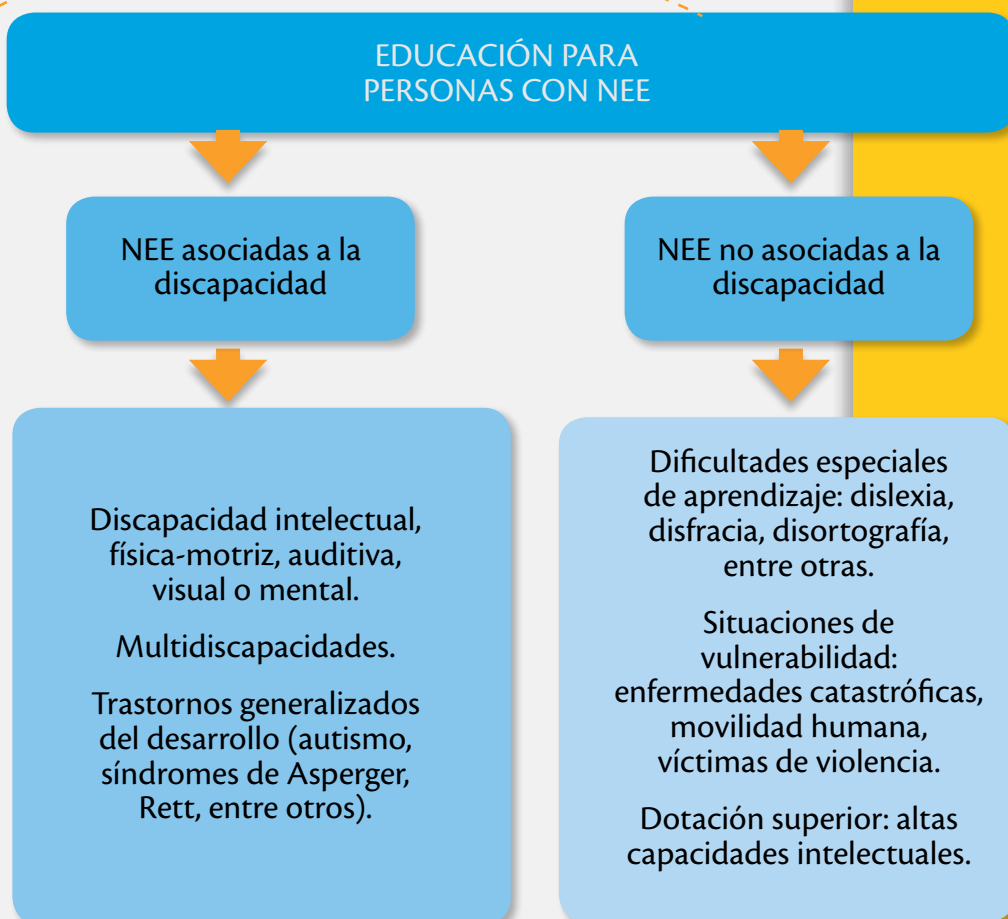 EDUCACIÓN PARA
PERSONAS CON NEE
NEE asociadas a la
discapacidad
NEE no asociadas a la
discapacidad
Discapacidad intelectual,
física-motriz, auditiva,
visual o mental.
Multidiscapacidades.
Trastornos generalizados
del desarrollo (autismo,
síndromes de Asperger,
Rett, entre otros).
Dificultades especiales
de aprendizaje: dislexia,
disfracia, disortografía,
entre otras.
Situaciones de
vulnerabilidad:
enfermedades catastróficas,
movilidad humana,
víctimas de violencia.
Dotación superior: altas
capacidades intelectuales.